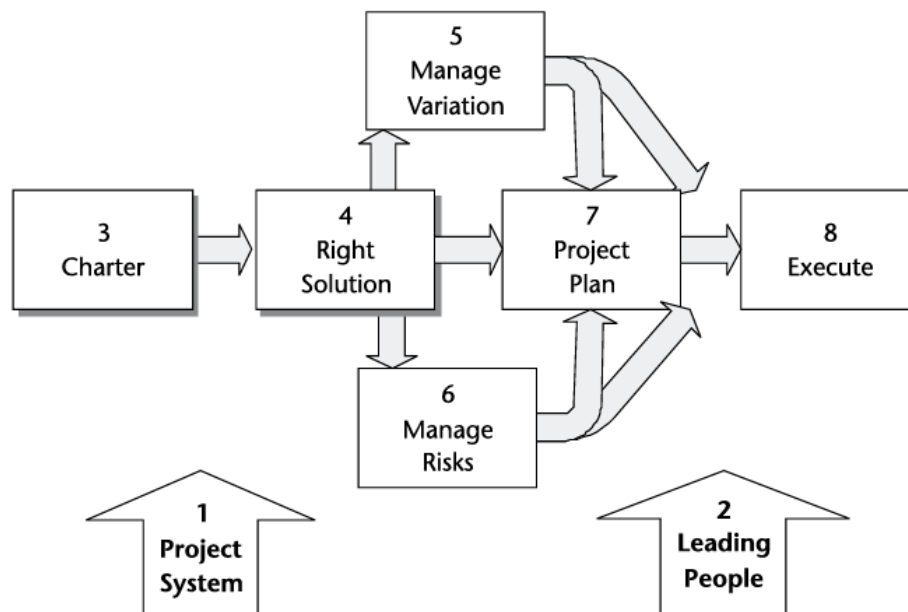 5
Manage
Variation
3
Charter
4
Right
Solution
7
Project
Plan
8
Execute
6
Manage
Risks
1
Project
System
2
Leading
People